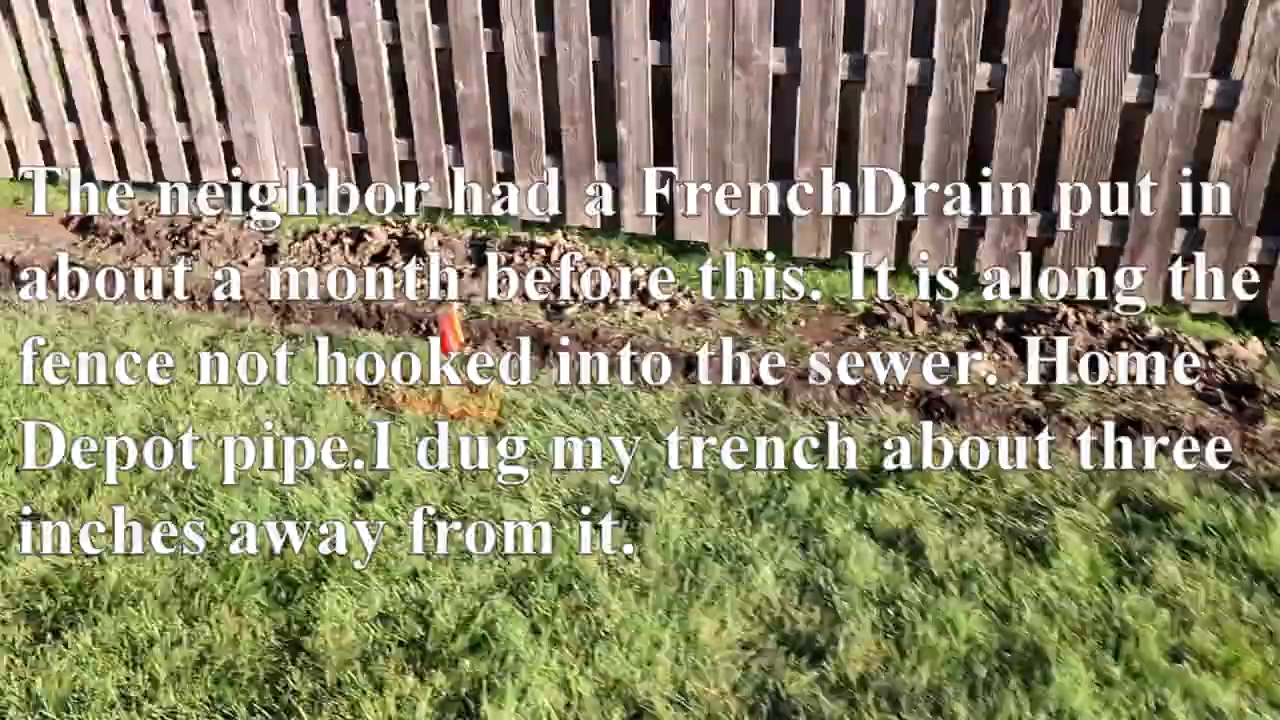 The neighbor had a FrenchDrain put in
about a month before this. It is along the
fence not hooked into the sewer. Home
Depot pipe.I dug my trench about three
inches away from it.